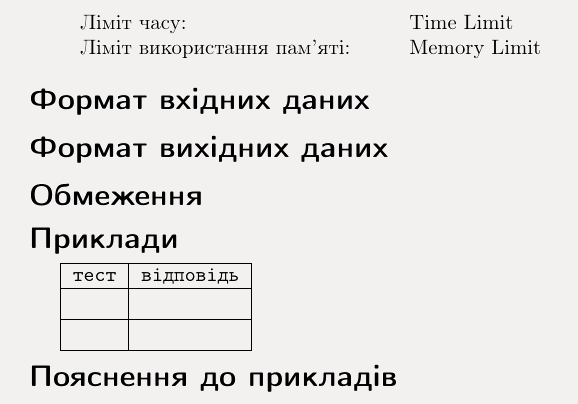 Ліміт часу: Time Limit
Ліміт використання пам'яті: Memory Limit
Формат вхідних даних
Формат вихідних даних
Обмеження
Приклади
тест відповідь
Пояснення до прикладів